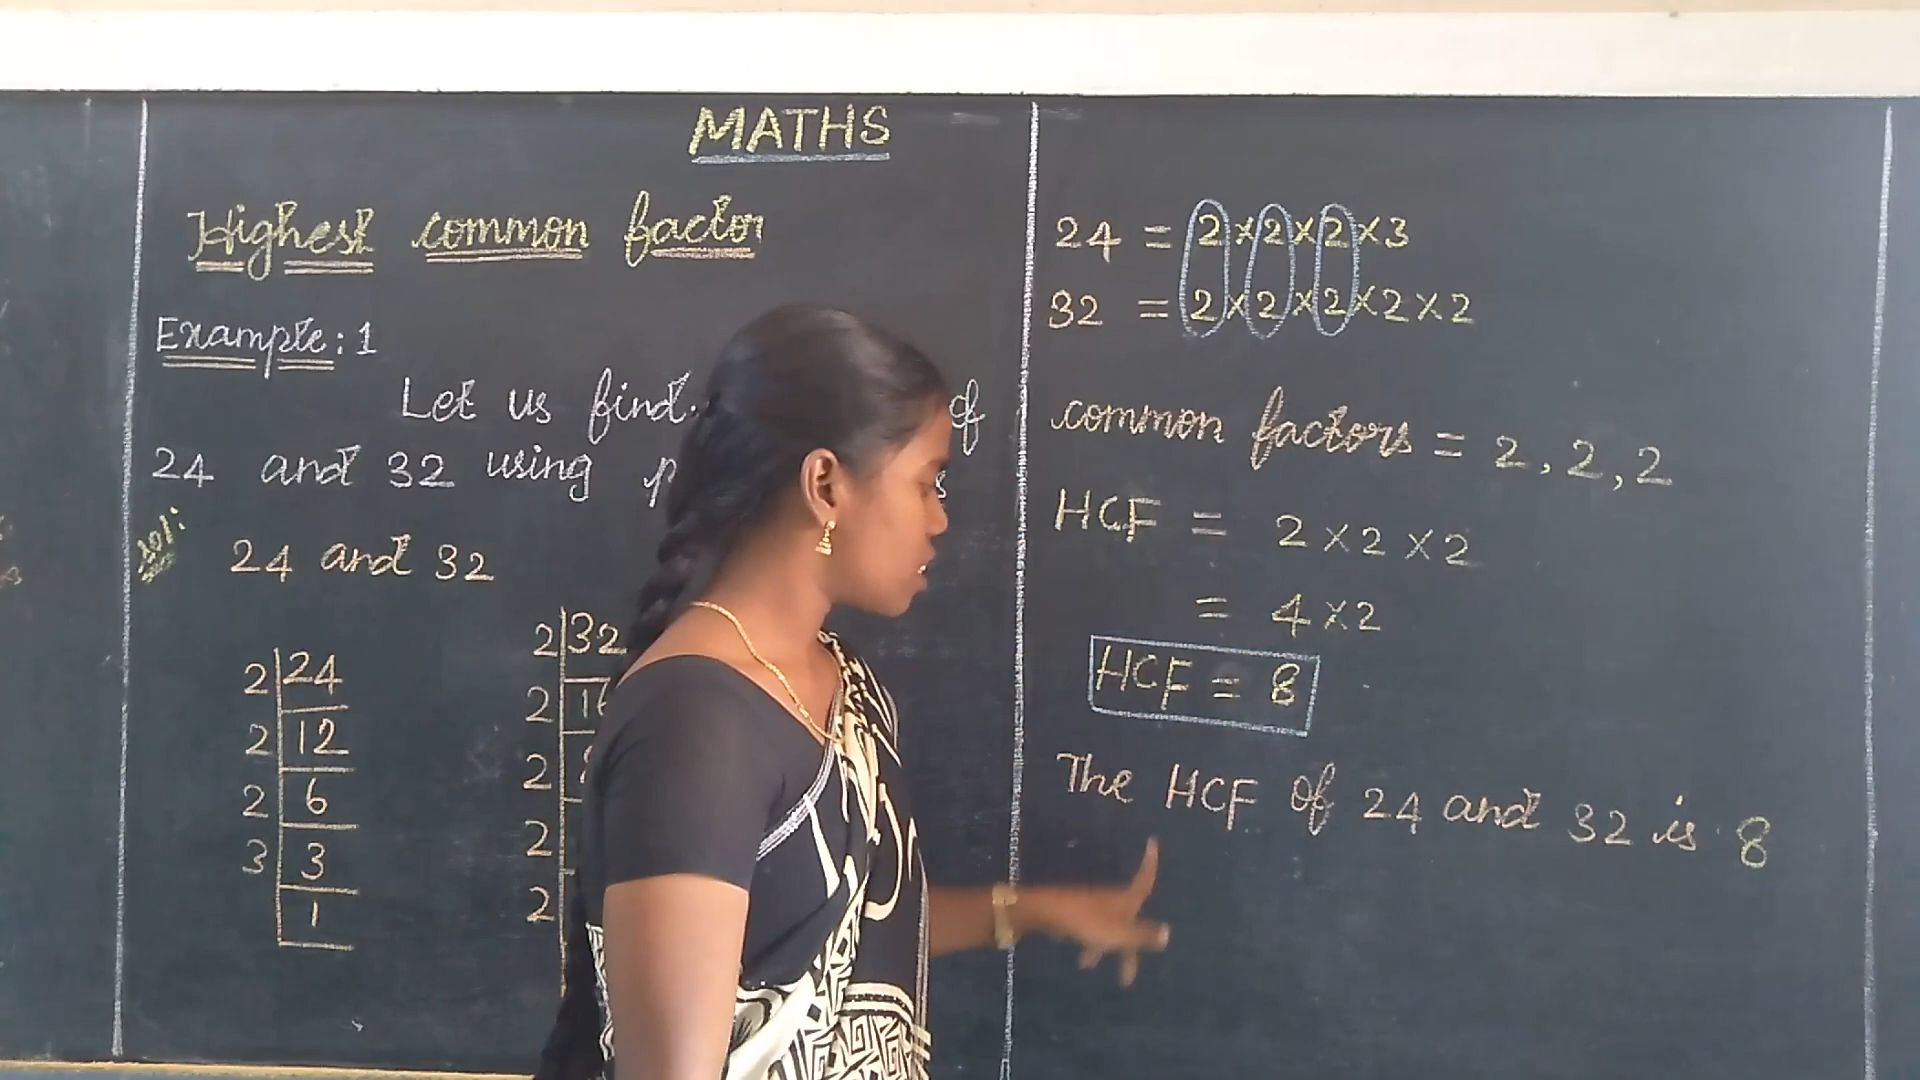 MATHS
Highest common factor
Example: 1
Let us find of
24 and 32 using
Sol:
24 and 32
2 24
2 12
2 6
3 3
1
2 32
2 16
2
2
2
24 = 2 × 2 × 2 × 3
32 = 2 × 2 × 2 × 2 × 2
common factors = 2, 2, 2
HCF = 2 × 2 × 2
= 4 × 2
HCF = 8
The HCF of 24 and 32 is 8